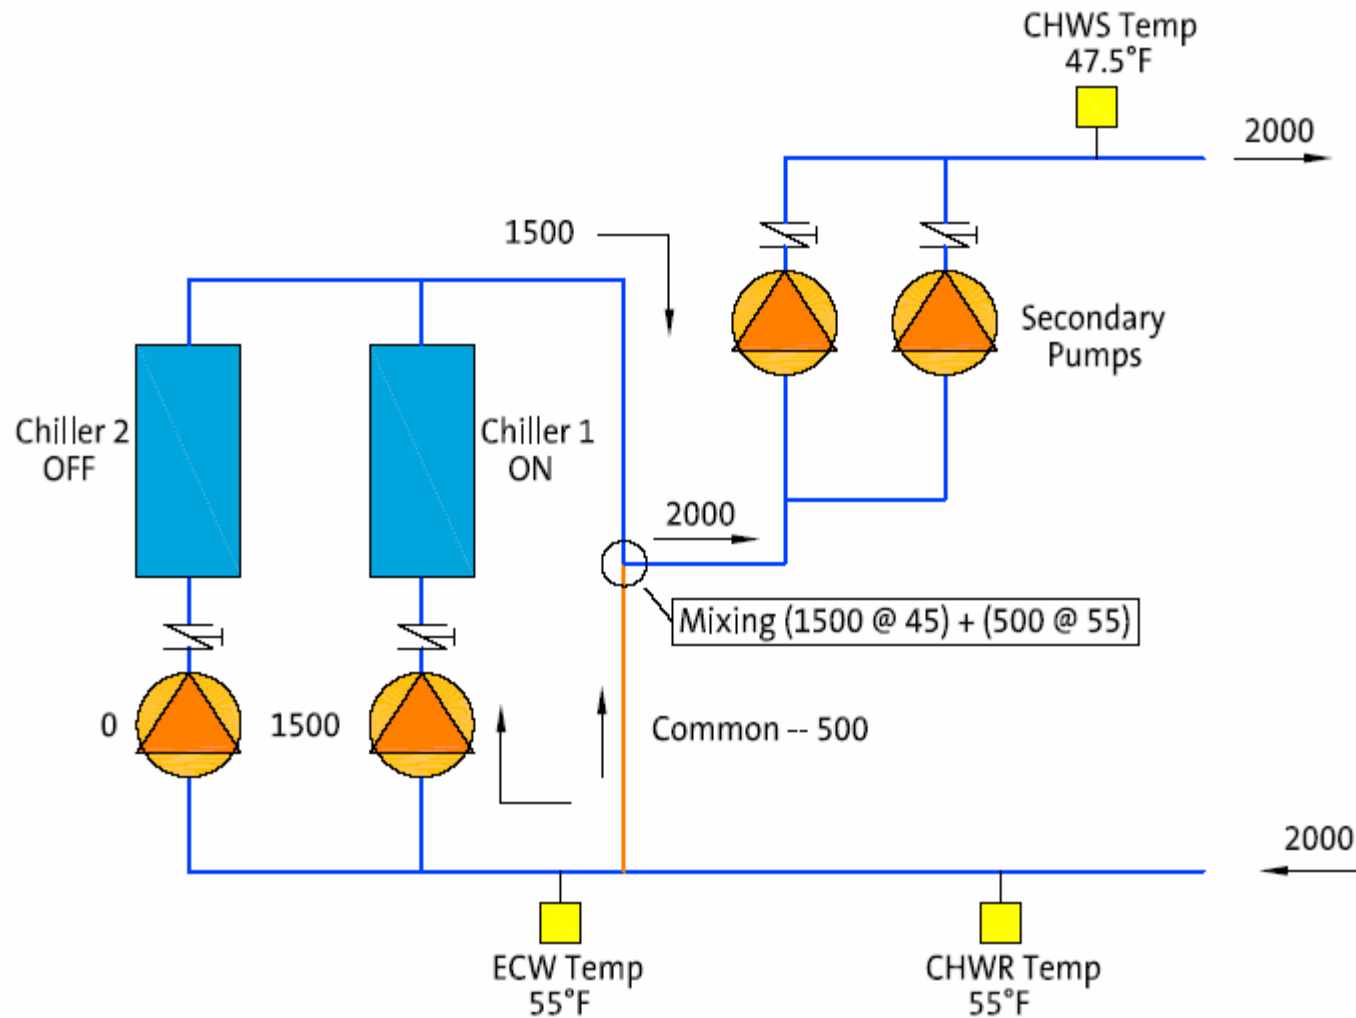 CHWS Temp
47.5°F
2000
1500
Secondary
Pumps
Chiller 2
OFF
Chiller 1
ON
2000
Mixing (1500 @ 45) + (500 @ 55)
0
1500
Common -- 500
2000
ECW Temp
55°F
CHWR Temp
55°F